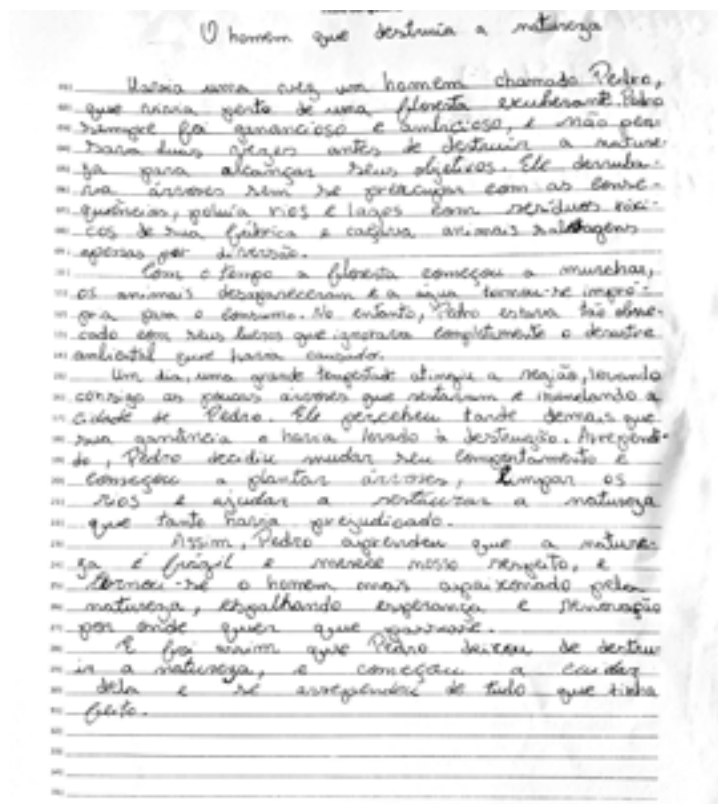 O homem que destruia a natureza
Havia uma vez um homem chamado Pedro,
que vivia perto de uma floresta exuberante. Pedro
sempre foi ganancioso e ambicioso, e não pen
sava duas vezes antes de destruir a nature
za para alcançar seus objetivos. Ele derruba-
va árvores sem se preocupar com as conse-
quências, poluía rios e lagos com resíduos tóxi-
cos de sua fábrica e caçava animais selvagens
apenas por diversão.
Com o tempo a floresta começou a murchar,
os animais desapareceram e a água tornou-se impró-
pria para o consumo. No entanto, Pedro estava tão obce-
cado com seus lucros que ignorava completamente o desastre
ambiental que havia causado.
Um dia, uma grande tempestade atingiu a região, levando
consigo as poucas árvores que restaram e inundando a
cidade de Pedro. Ele percebeu tarde demais que
sua ganância o havia levado à destruição. Arrependi-
do, Pedro decidiu mudar seu comportamento e
começou a plantar árvores, limpar os
rios e ajudar a restaurar a natureza
que tanto havia prejudicado.
Assim, Pedro aprendeu que a nature-
za é frágil e merece nosso respeito, e
tornou-se o homem mais apaixonado pela
natureza, espalhando esperança e renovação
por onde quer que passasse.
E foi assim que Pedro deixou de destru
ir a natureza, e começou a cuidar
dela e se arrependeu de tudo que tinha
feito.